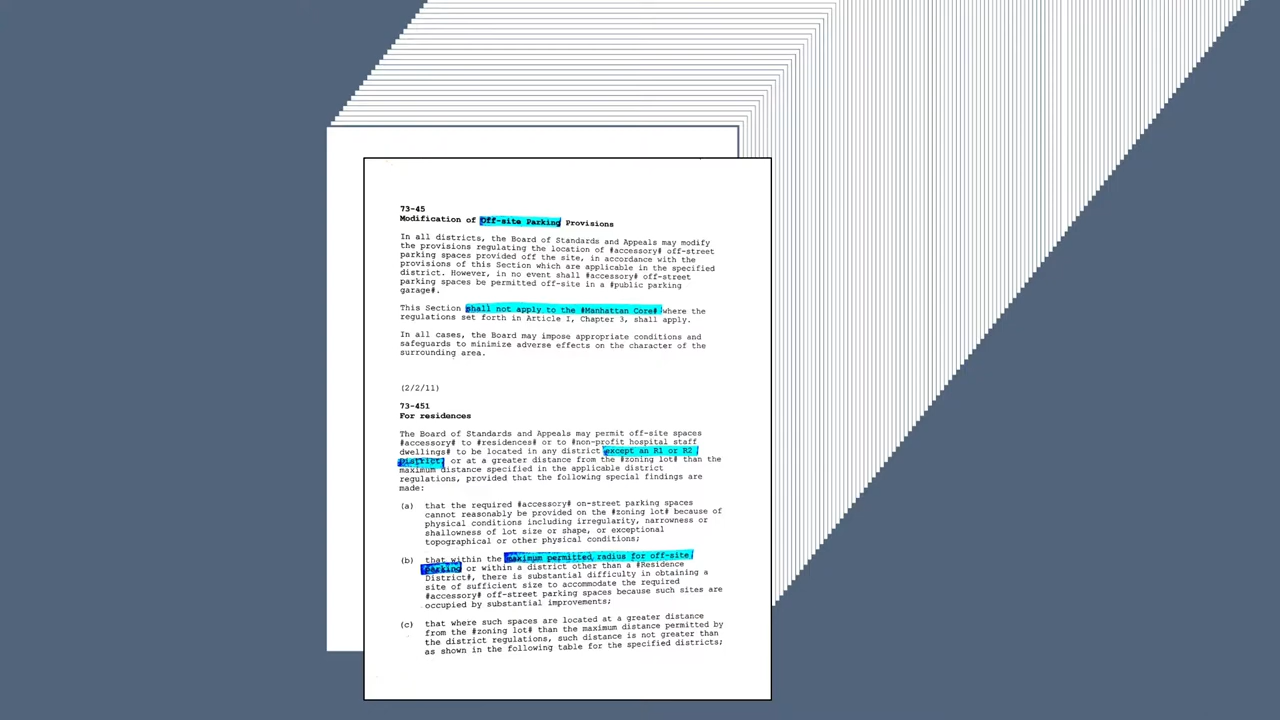 73-45
Modification of Off-site Parking Provisions
In all districts, the Board of Standards and Appeals may modify
the provisions regulating the location of #accessory# off-street
parking spaces provided off the site, in accordance with the
provisions of this Section which are applicable in the specified
district. However, in no event shall #accessory# off-street
parking spaces be permitted off-site in a #public parking
garage#.
This Section shall not apply to the #Manhattan Core# where the
regulations set forth in Article I, Chapter 3, shall apply.
In all cases, the Board may impose appropriate conditions and
safeguards to minimize adverse effects on the character of the
surrounding area.
(2/2/11)
73-451
For residences
The Board of Standards and Appeals may permit off-site spaces
#accessory# to #residences# or to #non-profit hospital staff
dwellings# to be located in any district except an R1 or R2
District, or at a greater distance from the #zoning lot# than the
maximum distance specified in the applicable district
regulations, provided that the following special findings are
made:
(a) that the required #accessory# on-street parking spaces
cannot reasonably be provided on the #zoning lot# because of
physical conditions including irregularity, narrowness or
shallowness of lot size or shape, or exceptional
topographical or other physical conditions;
(b) that within the maximum permitted radius for off-site
parking or within a district other than a #Residence
District#, there is substantial difficulty in obtaining a
site of sufficient size to accommodate the required
#accessory# off-street parking spaces because such sites are
occupied by substantial improvements;
(c) that where such spaces are located at a greater distance
from the #zoning lot# than the maximum distance permitted by
the district regulations, such distance is not greater than
as shown in the following table for the specified districts;